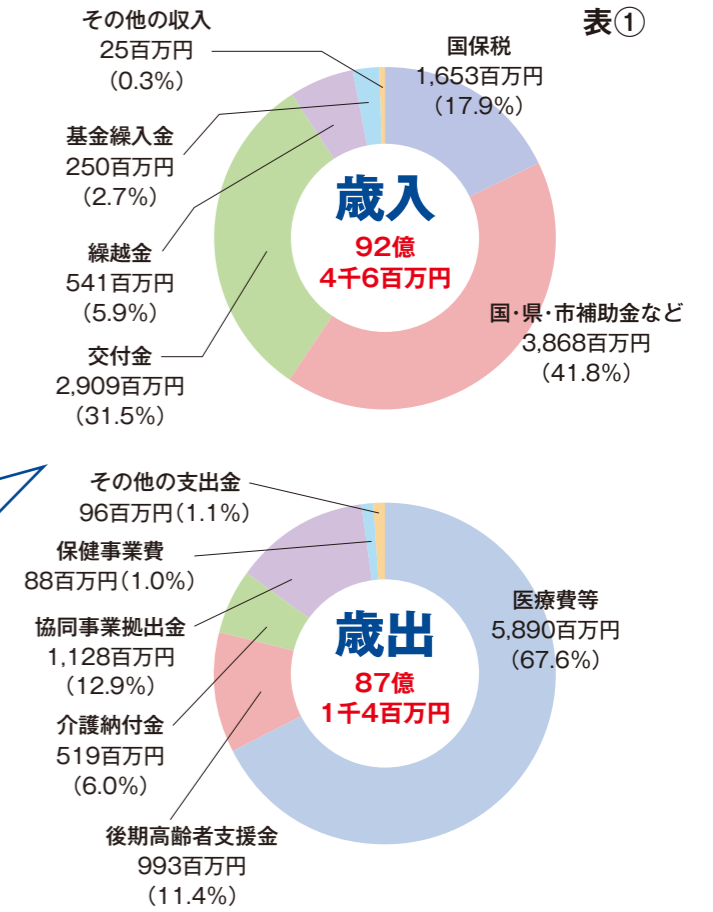 表①
その他の収入
25百万円
(0.3%)
国保税
1,653百万円
(17.9%)
基金繰入金
250百万円
(2.7%)
歳入
92億
4千6百万円
繰越金
541百万円
(5.9%)
国・県・市補助金など
3,868百万円
(41.8%)
交付金
2,909百万円
(31.5%)
その他の支出金
96百万円(1.1%)
保健事業費
88百万円(1.0%)
医療費等
5,890百万円
(67.6%)
協同事業拠出金
1,128百万円
(12.9%)
歳出
87億
1千4百万円
介護納付金
519百万円
(6.0%)
後期高齢者支援金
993百万円
(11.4%)